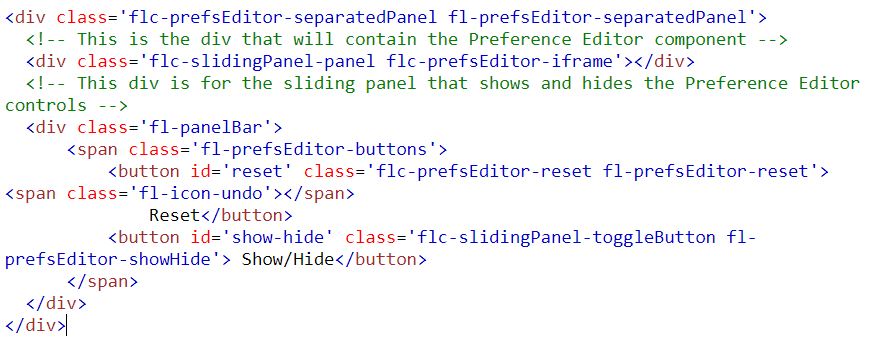 <div class='flc-prefsEditor-separatedPanel fl-prefsEditor-separatedPanel'>
<!-- This is the div that will contain the Preference Editor component -->
<div class='flc-slidingPanel-panel flc-prefsEditor-iframe'></div>
<!-- This div is for the sliding panel that shows and hides the Preference Editor
controls -->
<div class='fl-panelBar'>
<span class='fl-prefsEditor-buttons'>
<button id='reset' class='flc-prefsEditor-reset fl-prefsEditor-reset'>
<span class='fl-icon-undo'></span>
Reset</button>
<button id='show-hide' class='flc-slidingPanel-toggleButton fl-
prefsEditor-showHide'> Show/Hide</button>
</span>
</div>
</div>